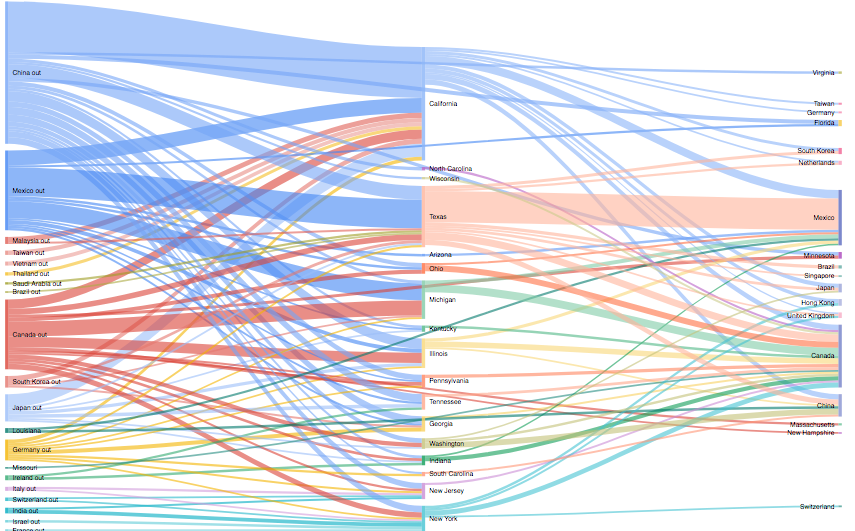 China out
Mexico out
Malaysia out
Taiwan out
Vietnam out
Thailand out
Saudi Arabia out
Brazil out
Canada out
South Korea out
Japan out
Louisiana
Germany out
Missouri
Ireland out
Italy out
Switzerland out
India out
Israel out
France out
California
North Carolina
Wisconsin
Texas
Arizona
Ohio
Michigan
Kentucky
Illinois
Pennsylvania
Tennessee
Georgia
Washington
Indiana
South Carolina
New Jersey
New York
Virginia
Taiwan
Germany
Florida
South Korea
Netherlands
Mexico
Minnesota
Brazil
Singapore
Japan
Hong Kong
United Kingdom
Canada
China
Massachusetts
New Hampshire
Switzerland